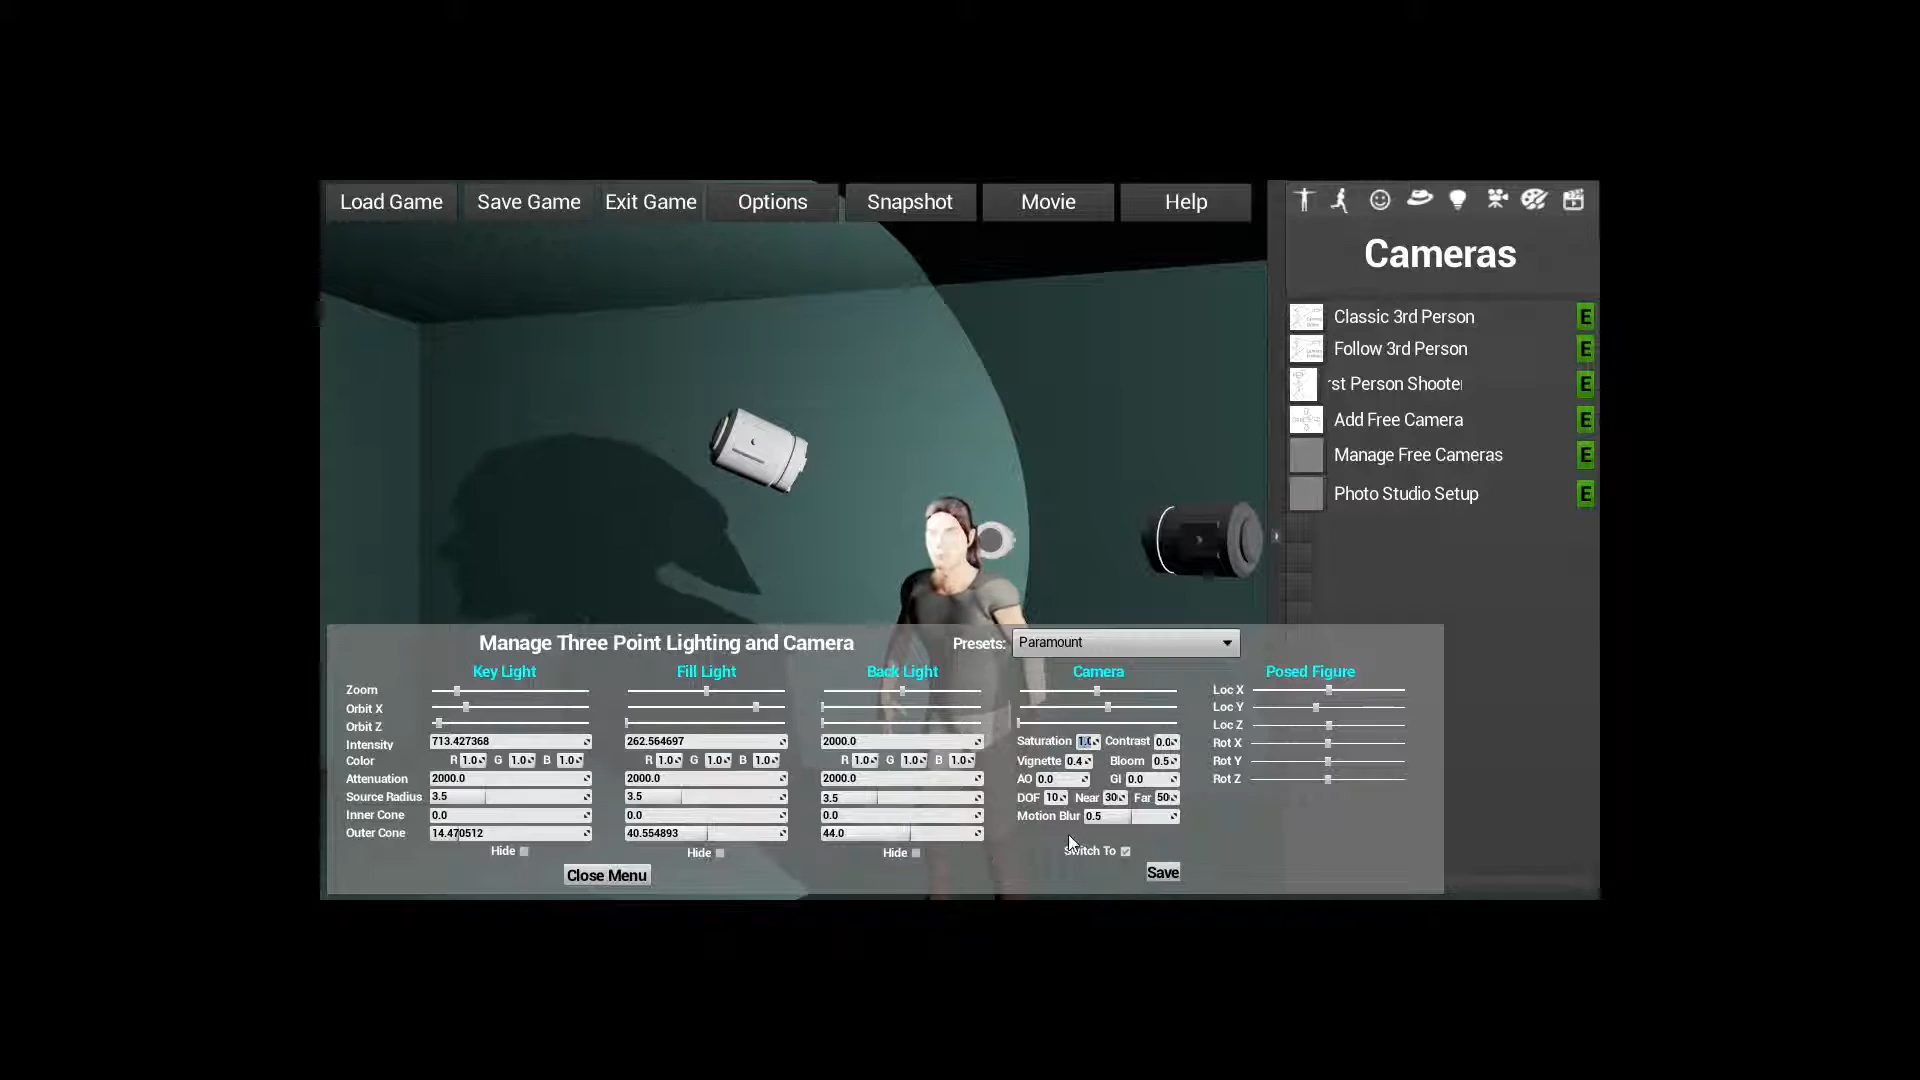 Load Game Save Game Exit Game Options Snapshot Movie Help
Cameras
Classic 3rd Person E
Follow 3rd Person E
st Person Shooter E
Add Free Camera E
Manage Free Cameras E
Photo Studio Setup E
Manage Three Point Lighting and Camera Presets: Paramount
Key Light Fill Light Back Light Camera Posed Figure
Zoom Loc X
Orbit X Loc Y
Orbit Z Loc Z
Intensity 713.427368 262.564697 2000.0 Saturation 1.0 Contrast 0.0 Rot X
Color R 1.0 G 1.0 B 1.0 R 1.0 G 1.0 B 1.0 R 1.0 G 1.0 B 1.0 Vignette 0.4 Bloom 0.5 Rot Y
Attenuation 2000.0 2000.0 2000.0 AO 0.0 GI 0.0 Rot Z
Source Radius 3.5 3.5 3.5 DOF 10 Near 30 Far 50
Inner Cone 0.0 0.0 0.0 Motion Blur 0.5
Outer Cone 14.470512 40.554893 44.0
Hide Hide Hide Switch To
Close Menu Save